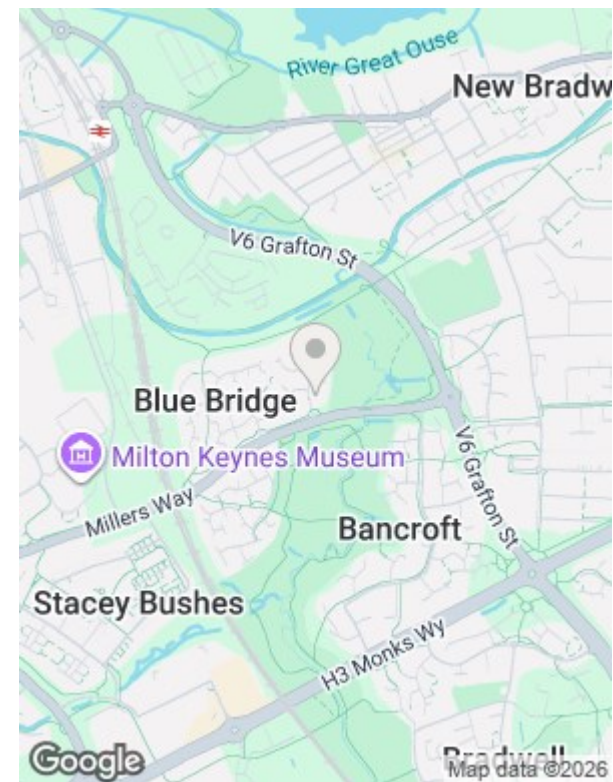 River Great Ouse
New Bradw
V6 Grafton St
Blue Bridge
Milton Keynes Museum
V6 Grafton St
Millers Way
Bancroft
Stacey Bushes
H3 Monks Wy
Bradwell
Google
Map data ©2026